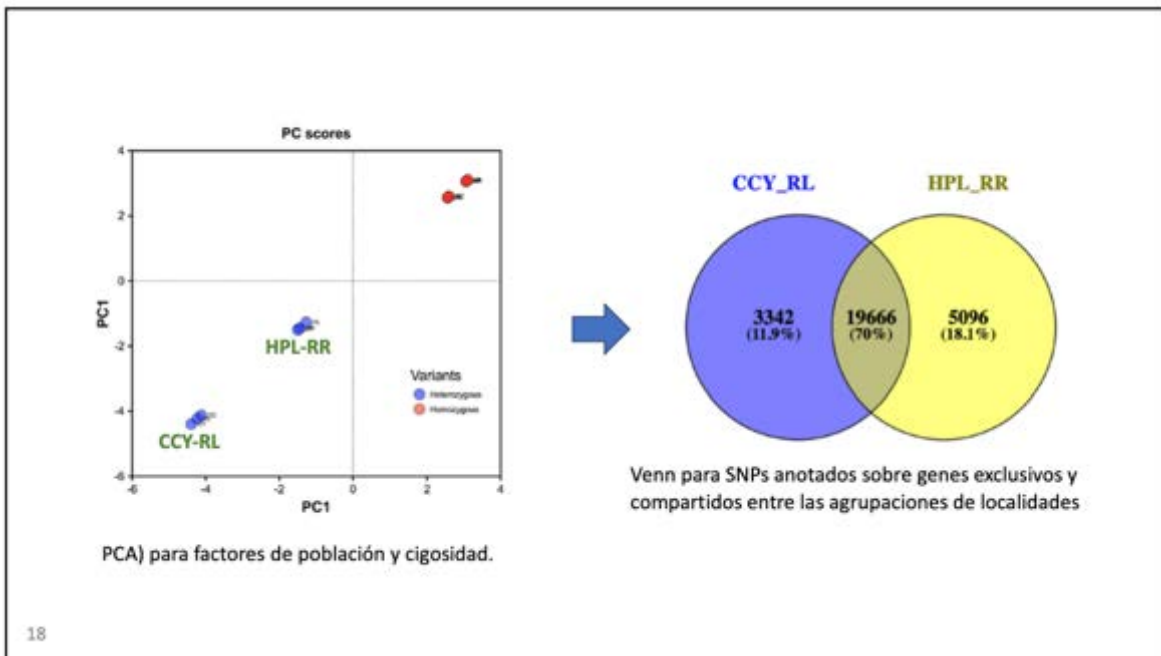 PC scores
4
2
0
-2
-4
-6
PC1
-6
-4
-2
0
2
4
PC1
HPL-RR
CCY-RL
Variants
Heterozygous
Homozygous
CCY_RL
HPL_RR
3342
(11.9%)
19666
(70%)
5096
(18.1%)
Venn para SNPs anotados sobre genes exclusivos y
compartidos entre las agrupaciones de localidades
PCA) para factores de población y cigosidad.
18